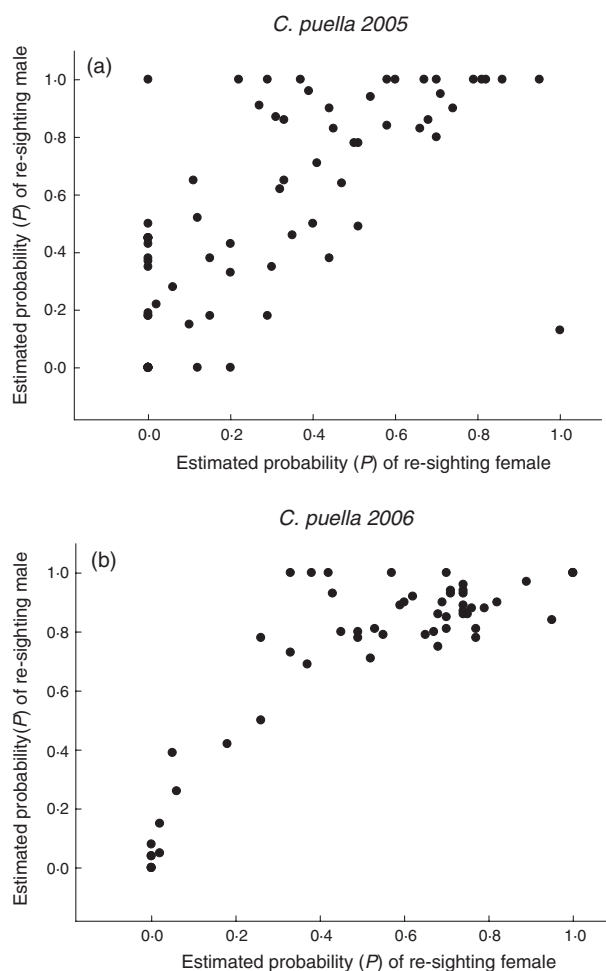 C. puella 2005
(a)
Estimated probability (P) of re-sighting male
1·0
0·8
0·6
0·4
0·2
0·0
0·0 0·2 0·4 0·6 0·8 1·0
Estimated probability (P) of re-sighting female
C. puella 2006
(b)
Estimated probability(P) of re-sighting male
1·0
0·8
0·6
0·4
0·2
0·0
0·0 0·2 0·4 0·6 0·8 1·0
Estimated probability (P) of re-sighting female